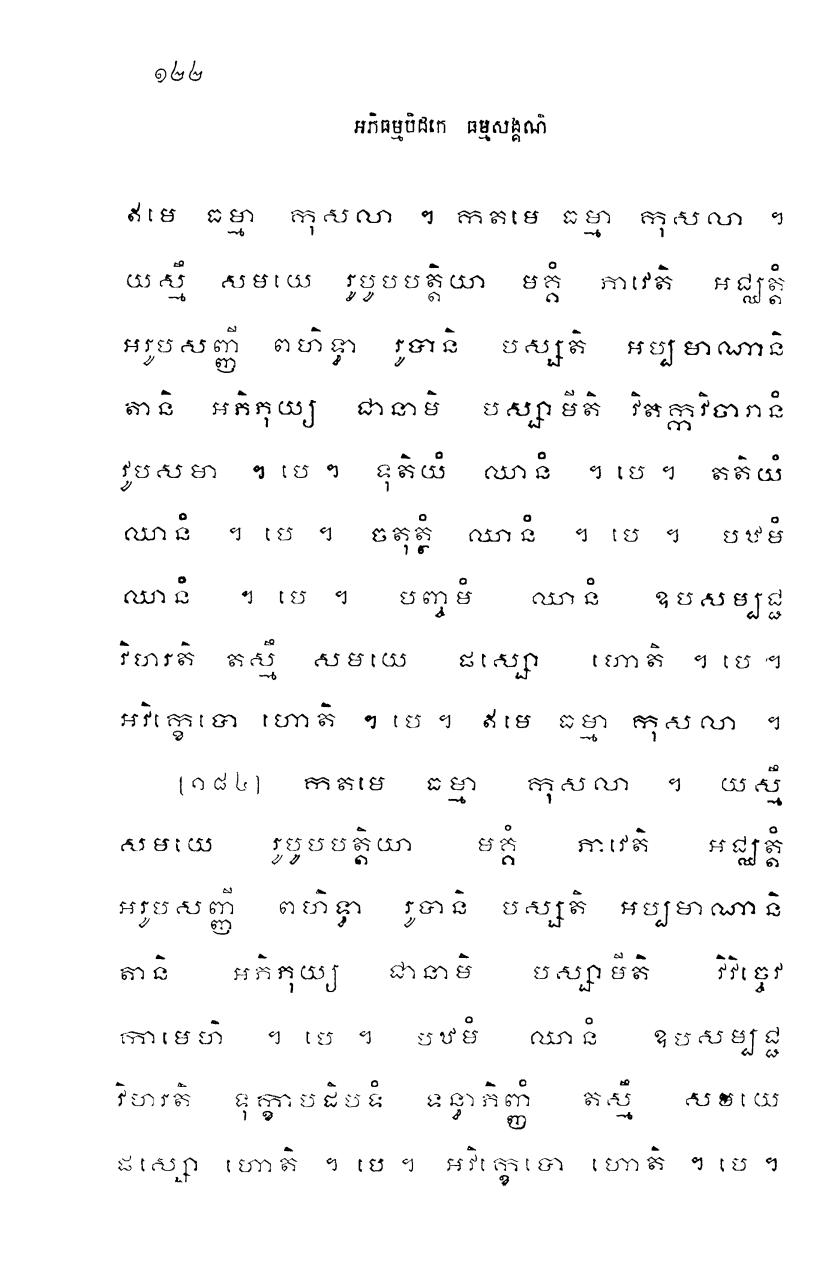 ១២២
អភិធម្មបិដកេ ធម្មសង្គណំ
ឥមេ ធម្មា កុសលា ។ កតមេ ធម្មា កុសលា ។
យស្មឹ សមយេ រូបូបបត្តិយា មគ្គំ ភាវេតិ អជ្ឈត្តំ
អរូបសញ្ញី ពហិទ្ធា រូបានិ បស្សតិ អប្បមាណានិ
តានិ អភិភុយ្យ ជានាមិ បស្សាមីតិ វិតក្កវិចារានំ
វូបសមា ។ បេ ។ ទុតិយំ ឈានំ ។ បេ ។ តតិយំ
ឈានំ ។ បេ ។ ចតុត្ថំ ឈានំ ។ បេ ។ បឋមំ
ឈានំ ។ បេ ។ បញ្ចមំ ឈានំ ឧបសម្បជ្ជ
វិហរតិ តស្មឹ សមយេ ផស្សោ ហោតិ ។ បេ ។
អវិក្ខេបោ ហោតិ ។ បេ ។ ឥមេ ធម្មា កុសលា ។
[១៨៤] កតមេ ធម្មា កុសលា ។ យស្មឹ
សមយេ រូបូបបត្តិយា មគ្គំ ភាវេតិ អជ្ឈត្តំ
អរូបសញ្ញី ពហិទ្ធា រូបានិ បស្សតិ អប្បមាណានិ
តានិ អភិភុយ្យ ជានាមិ បស្សាមីតិ វិវិច្ចេវ
កាមេហិ ។ បេ ។ បឋមំ ឈានំ ឧបសម្បជ្ជ
វិហរតិ ទុក្ខាបដិបទំ ទន្ធាភិញ្ញំ តស្មឹ សមយេ
ផស្សោ ហោតិ ។ បេ ។ អវិក្ខេបោ ហោតិ ។ បេ ។